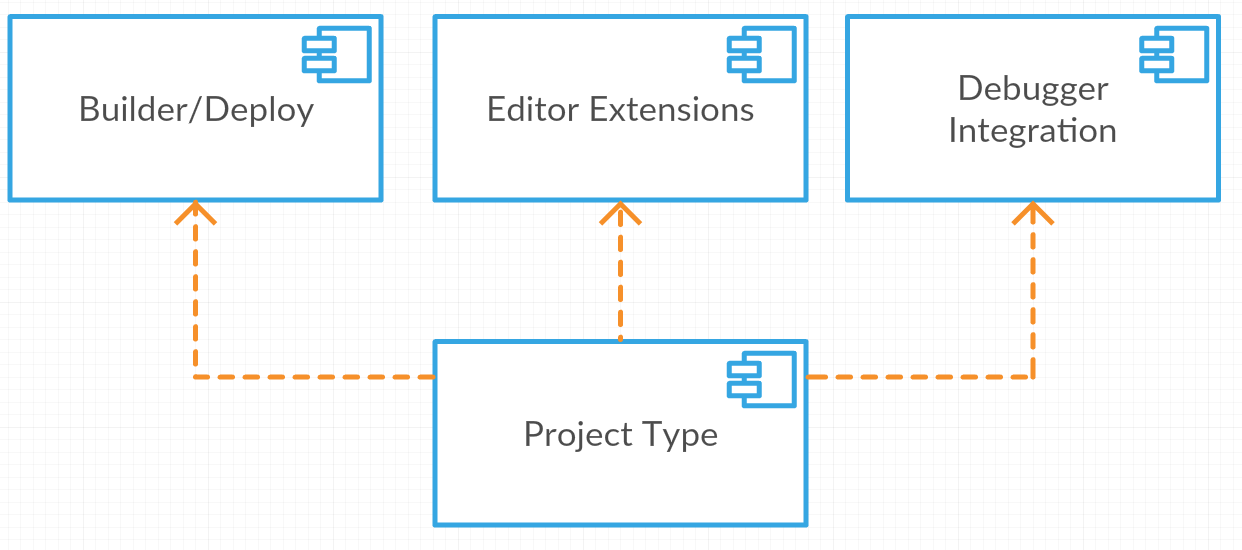 Builder/Deploy
Editor Extensions
Debugger
Integration
Project Type